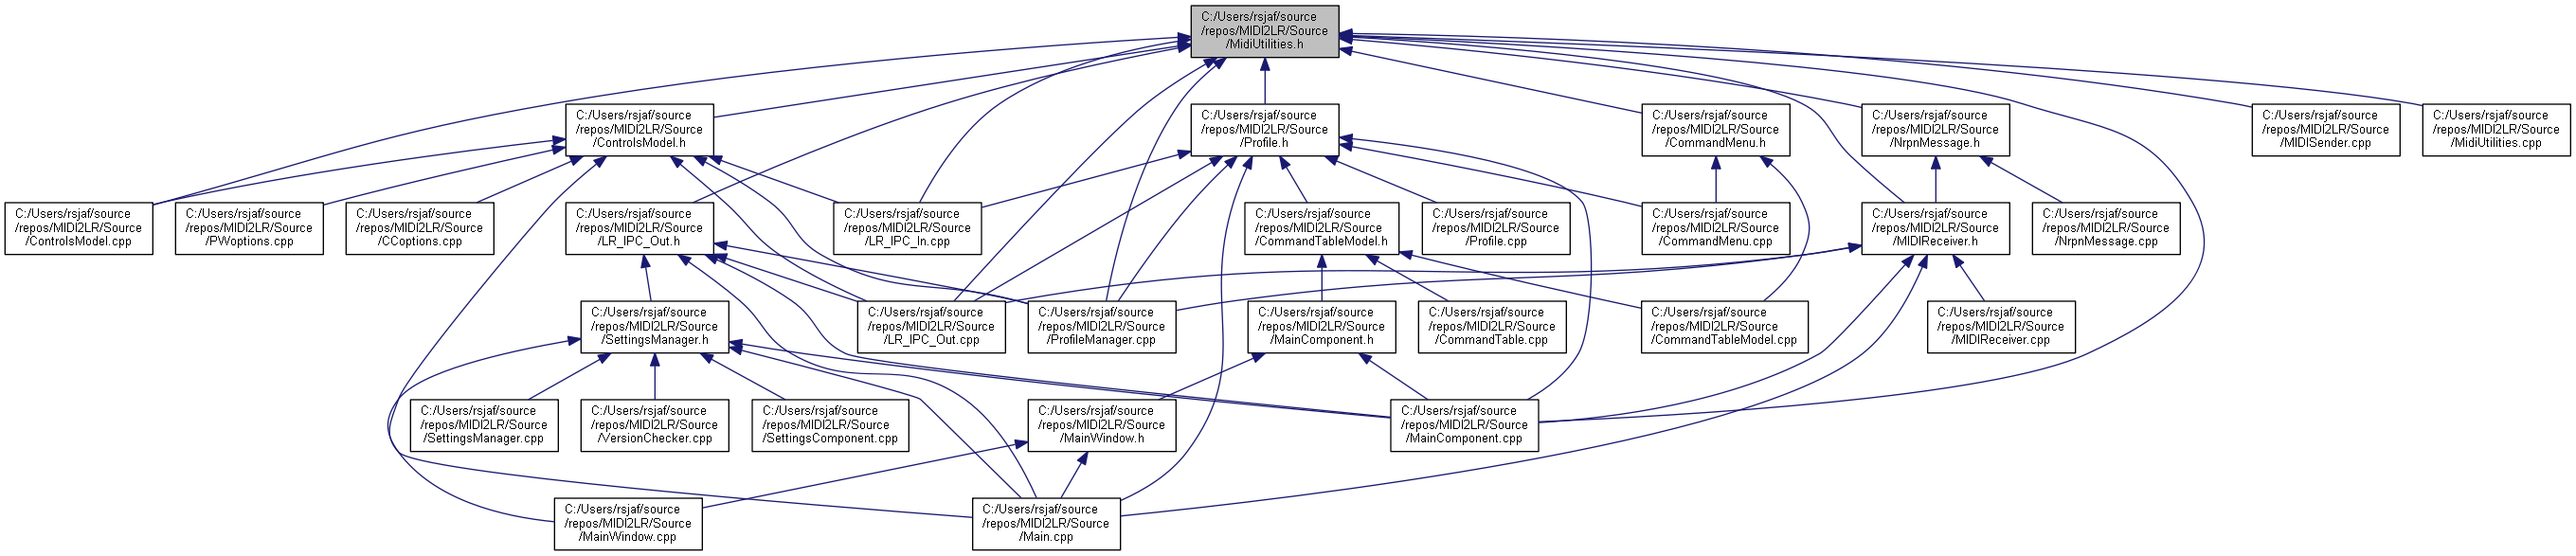 C:/Users/rsjaf/source
/repos/MIDI2LR/Source
/MidiUtilities.h
C:/Users/rsjaf/source
/repos/MIDI2LR/Source
/ControlsModel.h
C:/Users/rsjaf/source
/repos/MIDI2LR/Source
/Profile.h
C:/Users/rsjaf/source
/repos/MIDI2LR/Source
/CommandMenu.h
C:/Users/rsjaf/source
/repos/MIDI2LR/Source
/NrpnMessage.h
C:/Users/rsjaf/source
/repos/MIDI2LR/Source
/MIDISender.cpp
C:/Users/rsjaf/source
/repos/MIDI2LR/Source
/MidiUtilities.cpp
C:/Users/rsjaf/source
/repos/MIDI2LR/Source
/ControlsModel.cpp
C:/Users/rsjaf/source
/repos/MIDI2LR/Source
/PWoptions.cpp
C:/Users/rsjaf/source
/repos/MIDI2LR/Source
/CCoptions.cpp
C:/Users/rsjaf/source
/repos/MIDI2LR/Source
/LR_IPC_Out.h
C:/Users/rsjaf/source
/repos/MIDI2LR/Source
/LR_IPC_In.cpp
C:/Users/rsjaf/source
/repos/MIDI2LR/Source
/CommandTableModel.h
C:/Users/rsjaf/source
/repos/MIDI2LR/Source
/Profile.cpp
C:/Users/rsjaf/source
/repos/MIDI2LR/Source
/CommandMenu.cpp
C:/Users/rsjaf/source
/repos/MIDI2LR/Source
/MIDIReceiver.h
C:/Users/rsjaf/source
/repos/MIDI2LR/Source
/NrpnMessage.cpp
C:/Users/rsjaf/source
/repos/MIDI2LR/Source
/SettingsManager.h
C:/Users/rsjaf/source
/repos/MIDI2LR/Source
/LR_IPC_Out.cpp
C:/Users/rsjaf/source
/repos/MIDI2LR/Source
/ProfileManager.cpp
C:/Users/rsjaf/source
/repos/MIDI2LR/Source
/MainComponent.h
C:/Users/rsjaf/source
/repos/MIDI2LR/Source
/CommandTable.cpp
C:/Users/rsjaf/source
/repos/MIDI2LR/Source
/CommandTableModel.cpp
C:/Users/rsjaf/source
/repos/MIDI2LR/Source
/MIDIReceiver.cpp
C:/Users/rsjaf/source
/repos/MIDI2LR/Source
/SettingsManager.cpp
C:/Users/rsjaf/source
/repos/MIDI2LR/Source
/VersionChecker.cpp
C:/Users/rsjaf/source
/repos/MIDI2LR/Source
/SettingsComponent.cpp
C:/Users/rsjaf/source
/repos/MIDI2LR/Source
/MainWindow.h
C:/Users/rsjaf/source
/repos/MIDI2LR/Source
/MainComponent.cpp
C:/Users/rsjaf/source
/repos/MIDI2LR/Source
/MainWindow.cpp
C:/Users/rsjaf/source
/repos/MIDI2LR/Source
/Main.cpp